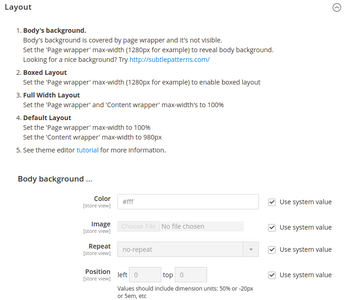 Layout
1. Body's background.
Body's background is covered by page wrapper and it's not visible.
Set the 'Page wrapper' max-width (1280px for example) to reveal body background.
Looking for a nice background? Try http://subtlepatterns.com/
2. Boxed Layout
Set the 'Page wrapper' max-width (1280px for example) to enable boxed layout
3. Full Width Layout
Set the 'Page wrapper' and 'Content wrapper' max-width's to 100%
4. Default Layout
Set the 'Page wrapper' max-width to 100%
Set the 'Content wrapper' max-width to 980px
5. See theme editor tutorial for more information.
Body background ...
Color #fff Use system value
[store view]
Image Choose File No file chosen Use system value
[store view]
Repeat no-repeat Use system value
[store view]
Position left 0 top 0 Use system value
[store view]
Values should include dimension units: 50% or -20px
or 5em, etc